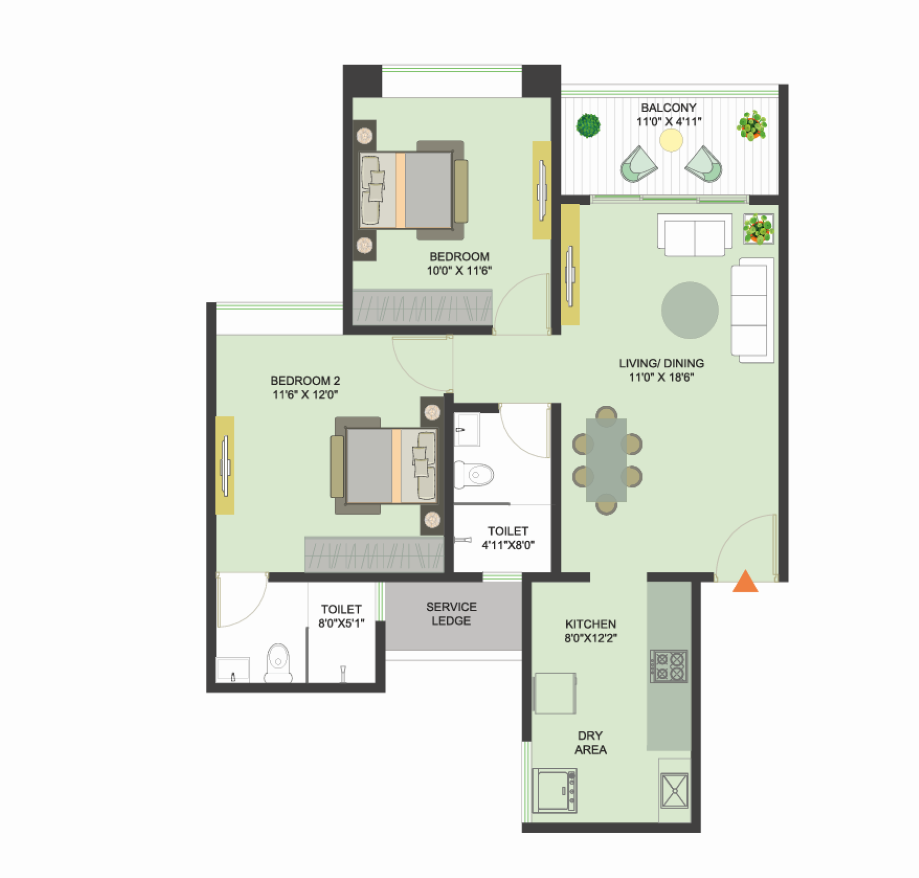 BALCONY
11'0" X 4'11"
BEDROOM
10'0" X 11'6"
LIVING/ DINING
11'0" X 18'6"
BEDROOM 2
11'6" X 12'0"
TOILET
4'11"X8'0"
TOILET
8'0"X5'1"
SERVICE
LEDGE
KITCHEN
8'0"X12'2"
DRY
AREA